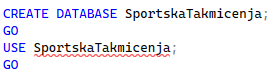 CREATE DATABASE SportskaTakmicenja;
GO
USE SportskaTakmicenja;
GO